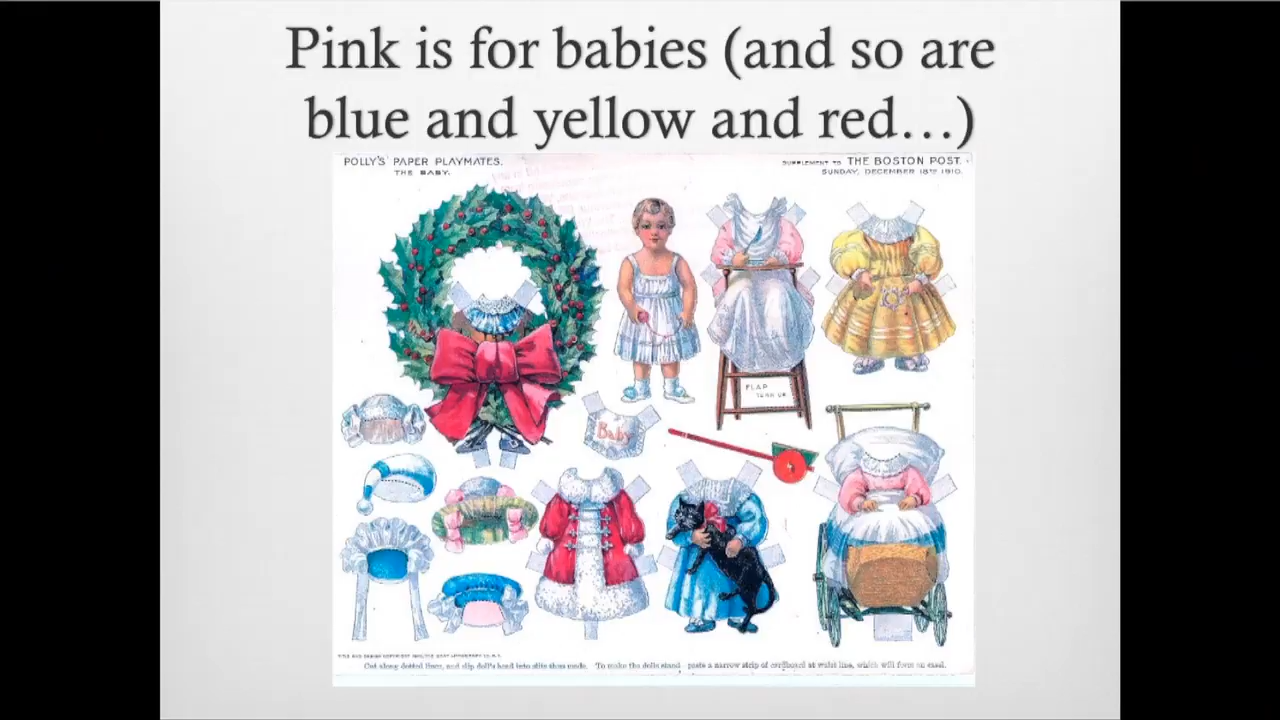 Pink is for babies (and so are
blue and yellow and red…)
POLLY'S PAPER PLAYMATES.
THE BABY.
SUPPLEMENT TO THE BOSTON POST.
SUNDAY, DECEMBER 18TH 1910.
FLAP
TURN UP
Baby
Cut along dotted lines, and slip doll's head into slits thus made. To make the dolls stand paste a narrow strip of cardboard at waist line, which will form an easel.